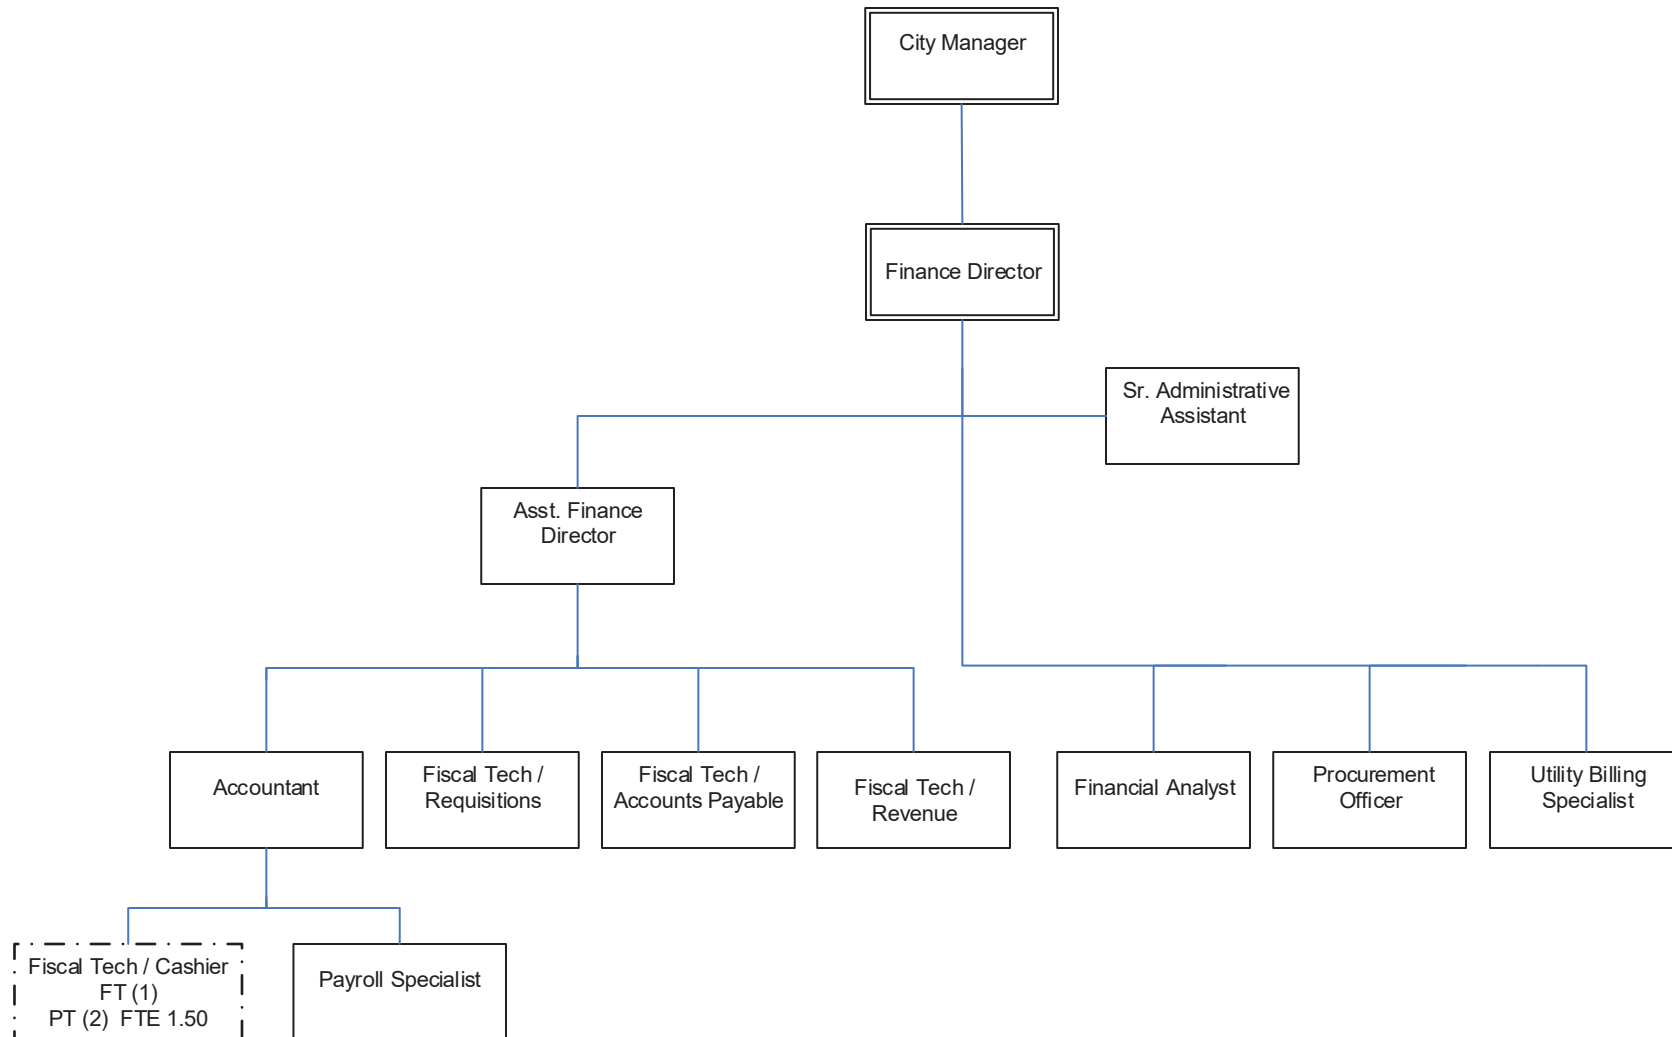 City Manager
Finance Director
Sr. Administrative
Assistant
Asst. Finance
Director
Accountant
Fiscal Tech /
Requisitions
Fiscal Tech /
Accounts Payable
Fiscal Tech /
Revenue
Financial Analyst
Procurement
Officer
Utility Billing
Specialist
Fiscal Tech / Cashier
FT (1)
PT (2) FTE 1.50
Payroll Specialist